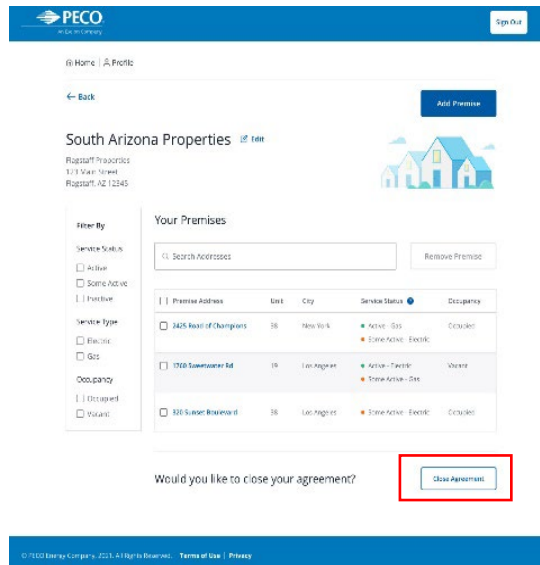 PECO
An Exelon Company
Sign Out
Home | Profile
← Back
Add Premise
South Arizona Properties Edit
Flagstaff Properties
123 Main Street
Flagstaff, AZ 12345
Filter By
Service Status
Active
Some Active
Inactive
Service Type
Electric
Gas
Occupancy
Occupied
Vacant
Your Premises
Search Addresses
Remove Premise
Premise Address Unit City Service Status Occupancy
2425 Road of Champions 38 New York Active - Gas Occupied
Some Active - Electric
1760 Sweetwater Rd 19 Los Angeles Active - Electric Vacant
Some Active - Gas
320 Sunset Boulevard 38 Los Angeles Some Active - Electric Occupied
Would you like to close your agreement?
Close Agreement
© PECO Energy Company, 2021. All Rights Reserved. Terms of Use | Privacy